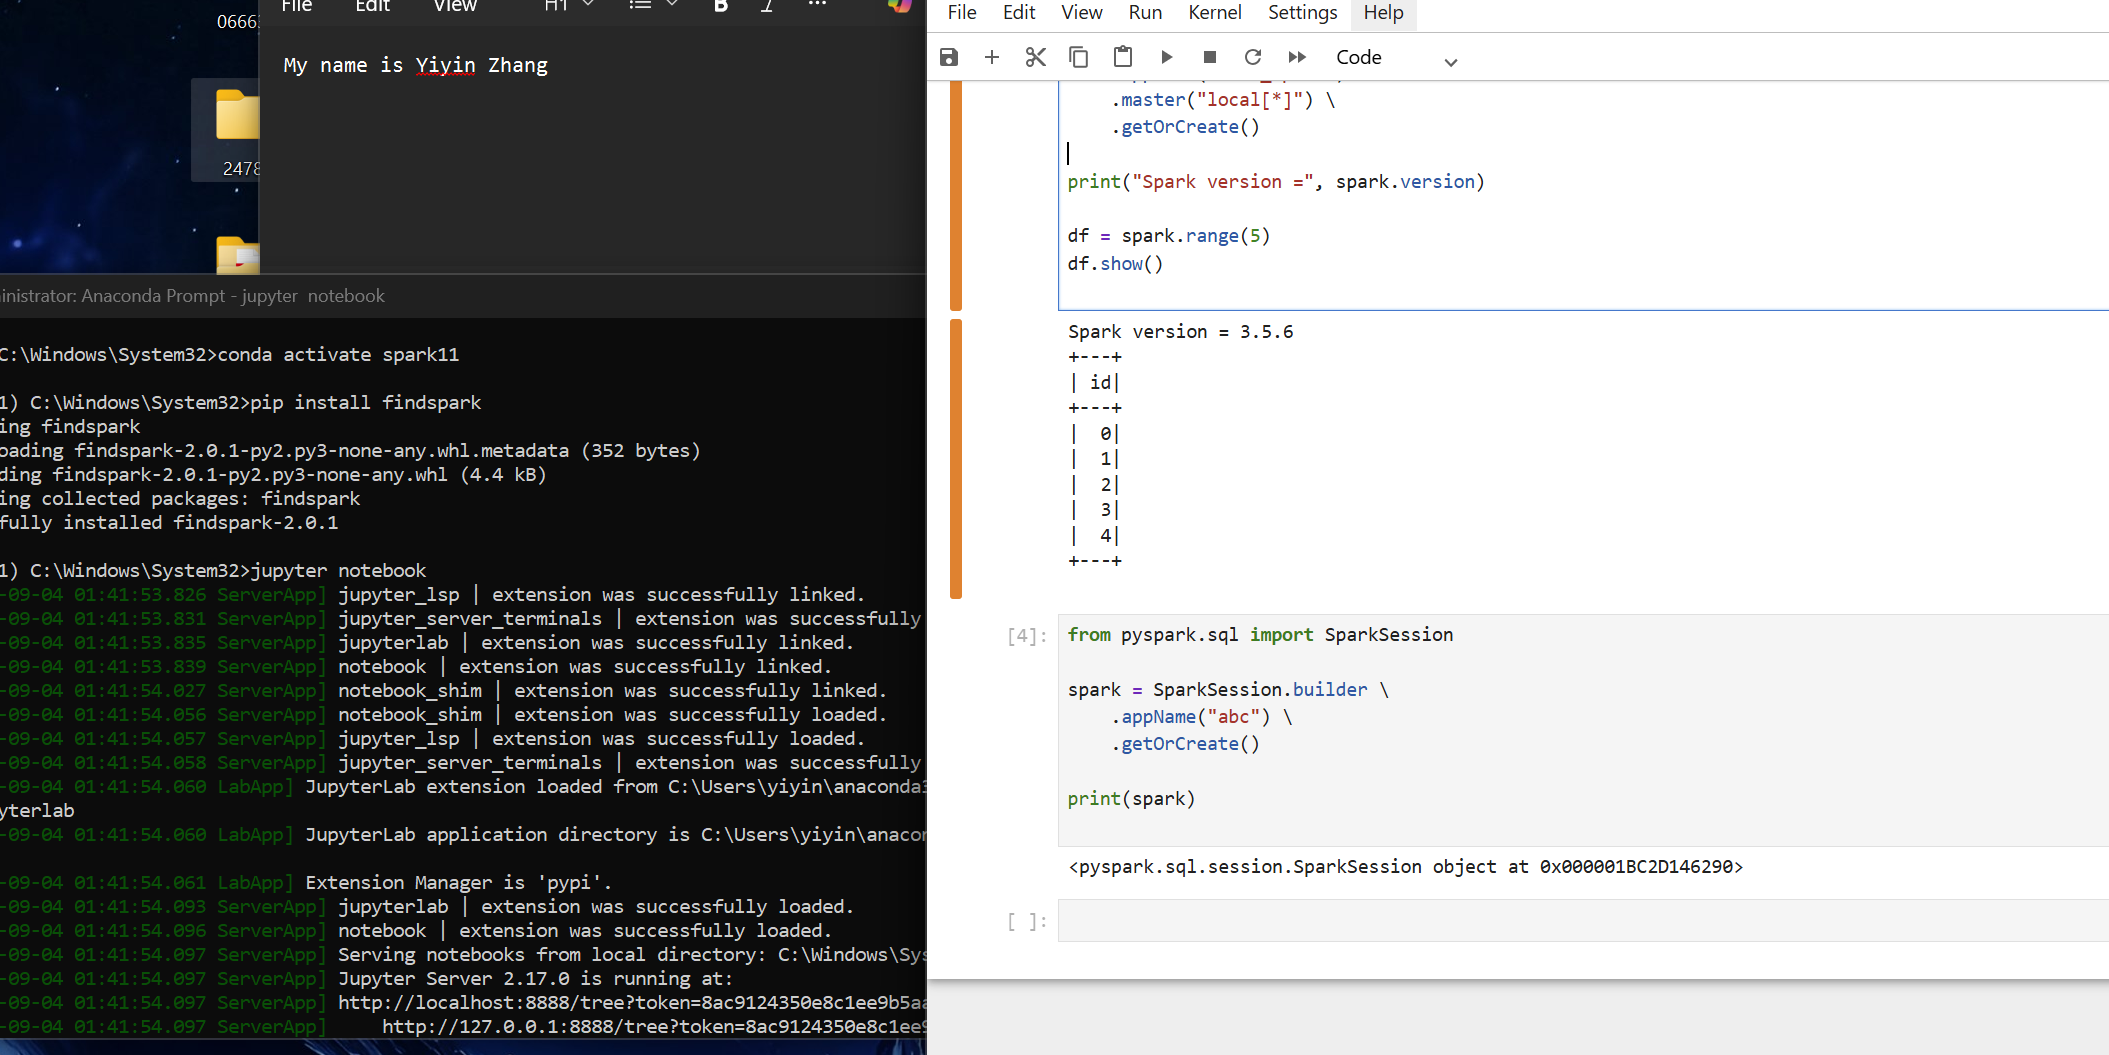 0666
2478
File Edit View H1 B I ...
My name is Yiyin Zhang
inistrator: Anaconda Prompt - jupyter  notebook
C:\Windows\System32>conda activate spark11
1) C:\Windows\System32>pip install findspark
ing findspark
oading findspark-2.0.1-py2.py3-none-any.whl.metadata (352 bytes)
ding findspark-2.0.1-py2.py3-none-any.whl (4.4 kB)
ing collected packages: findspark
fully installed findspark-2.0.1
1) C:\Windows\System32>jupyter notebook
-09-04 01:41:53.826 ServerApp] jupyter_lsp | extension was successfully linked.
-09-04 01:41:53.831 ServerApp] jupyter_server_terminals | extension was successfully
-09-04 01:41:53.835 ServerApp] jupyterlab | extension was successfully linked.
-09-04 01:41:53.839 ServerApp] notebook | extension was successfully linked.
-09-04 01:41:54.027 ServerApp] notebook_shim | extension was successfully linked.
-09-04 01:41:54.056 ServerApp] notebook_shim | extension was successfully loaded.
-09-04 01:41:54.057 ServerApp] jupyter_lsp | extension was successfully loaded.
-09-04 01:41:54.058 ServerApp] jupyter_server_terminals | extension was successfully
-09-04 01:41:54.060 LabApp] JupyterLab extension loaded from C:\Users\yiyin\anaconda3
yterlab
-09-04 01:41:54.060 LabApp] JupyterLab application directory is C:\Users\yiyin\anacon
-09-04 01:41:54.061 LabApp] Extension Manager is 'pypi'.
-09-04 01:41:54.093 ServerApp] jupyterlab | extension was successfully loaded.
-09-04 01:41:54.096 ServerApp] notebook | extension was successfully loaded.
-09-04 01:41:54.097 ServerApp] Serving notebooks from local directory: C:\Windows\Sys
-09-04 01:41:54.097 ServerApp] Jupyter Server 2.17.0 is running at:
-09-04 01:41:54.097 ServerApp] http://localhost:8888/tree?token=8ac9124350e8c1ee9b5aa
-09-04 01:41:54.097 ServerApp]     http://127.0.0.1:8888/tree?token=8ac9124350e8c1ee9
File Edit View Run Kernel Settings Help
Code
.master("local[*]") \
.getOrCreate()
print("Spark version =", spark.version)
df = spark.range(5)
df.show()
Spark version = 3.5.6
+---+
| id|
+---+
|  0|
|  1|
|  2|
|  3|
|  4|
+---+
[4]: from pyspark.sql import SparkSession
spark = SparkSession.builder \
.appName("abc") \
.getOrCreate()
print(spark)
<pyspark.sql.session.SparkSession object at 0x000001BC2D146290>
[ ]: